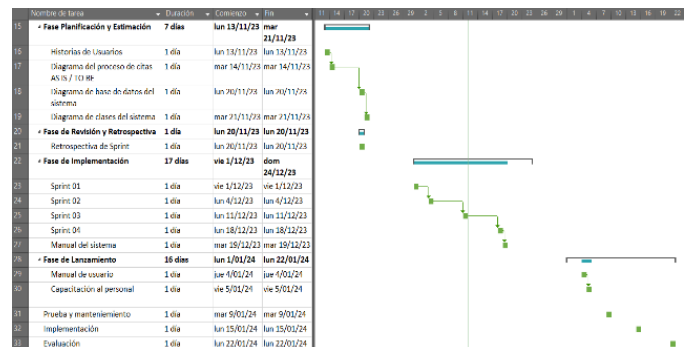 Nombre de tarea Duración Comienzo Fin 11 14 17 20 23 26 29 2 5 8 11 14 17 20 23 26 29 1 4 7 10 13 16 19 22
15 Fase Planificación y Estimación 7 días lun 13/11/23 mar
21/11/23
16 Historias de Usuarios 1 día lun 13/11/23 lun 13/11/23
17 Diagrama del proceso de citas 1 día mar 14/11/23 mar 14/11/23
AS IS / TO BE
18 Diagrama de base de datos del 1 día lun 20/11/23 lun 20/11/23
sistema
19 Diagrama de clases del sistema 1 día mar 21/11/23 mar 21/11/23
20 Fase de Revisión y Retrospectiva 1 día lun 20/11/23 lun 20/11/23
21 Retrospectiva de Sprint 1 día lun 20/11/23 lun 20/11/23
22 Fase de Implementación 17 días vie 1/12/23 dom
24/12/23
23 Sprint 01 1 día vie 1/12/23 vie 1/12/23
24 Sprint 02 1 día lun 4/12/23 lun 4/12/23
25 Sprint 03 1 día lun 11/12/23 lun 11/12/23
26 Sprint 04 1 día lun 18/12/23 lun 18/12/23
27 Manual del sistema 1 día mar 19/12/23 mar 19/12/23
28 Fase de Lanzamiento 16 días lun 1/01/24 lun 22/01/24
29 Manual de usuario 1 día jue 4/01/24 jue 4/01/24
30 Capacitación al personal 1 día vie 5/01/24 vie 5/01/24
31 Prueba y manteniemiento 1 día mar 9/01/24 mar 9/01/24
32 Implementación 1 día lun 15/01/24 lun 15/01/24
33 Evaluación 1 día lun 22/01/24 lun 22/01/24